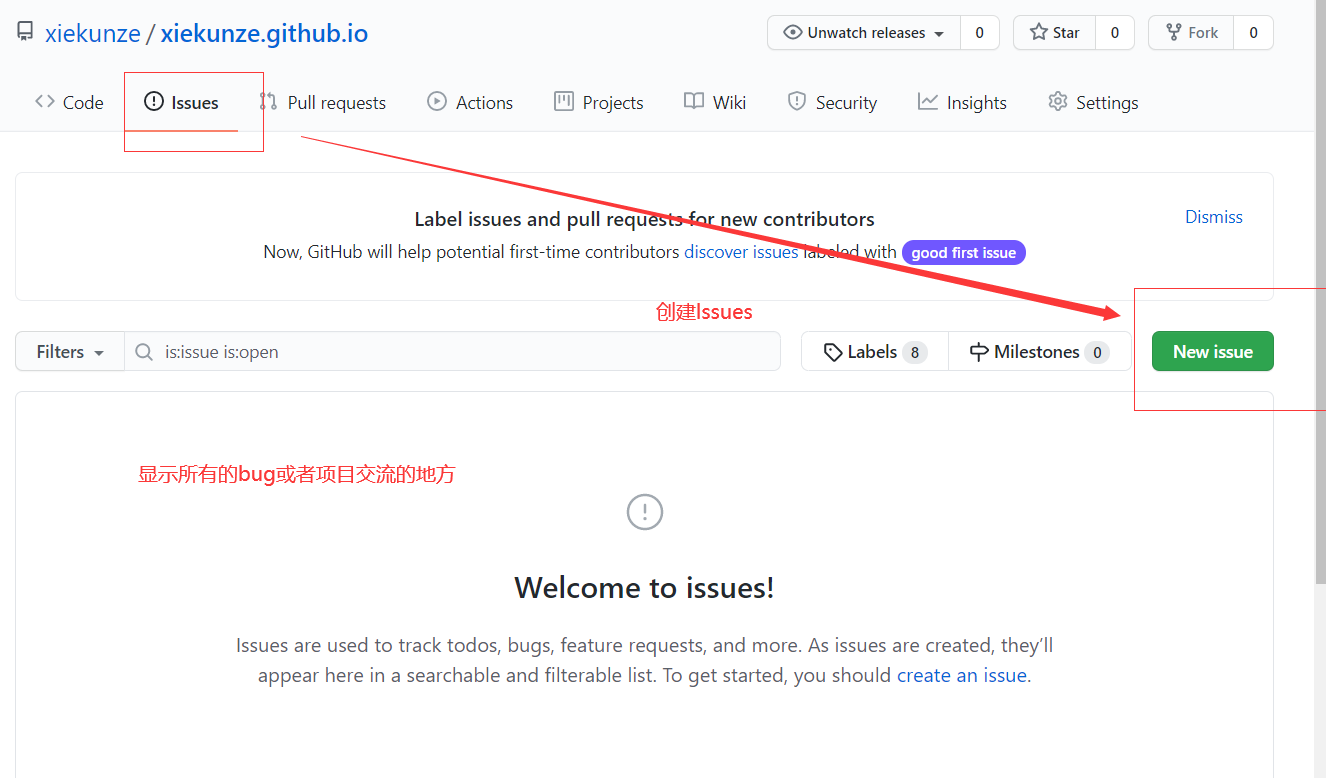 xiekunze / xiekunze.github.io
Unwatch releases 0 Star 0 Fork 0
Code Issues Pull requests Actions Projects Wiki Security Insights Settings
Label issues and pull requests for new contributors
Dismiss
Now, GitHub will help potential first-time contributors discover issues labeled with good first issue
创建Issues
Filters is:issue is:open Labels 8 Milestones 0 New issue
显示所有的bug或者项目交流的地方
Welcome to issues!
Issues are used to track todos, bugs, feature requests, and more. As issues are created, they’ll
appear here in a searchable and filterable list. To get started, you should create an issue.